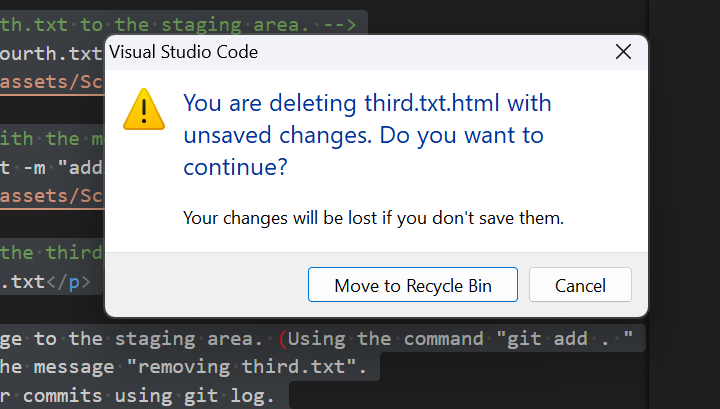 th.txt to the staging area. -->
ourth.txt
assets/Sc
Visual Studio Code
You are deleting third.txt.html with
unsaved changes. Do you want to
continue?
Your changes will be lost if you don't save them.
Move to Recycle Bin
Cancel
ith the m
t -m "add
assets/Sc
the third
.txt</p>
ge to the staging area. (Using the command "git add . "
he message "removing third.txt".
r commits using git log.